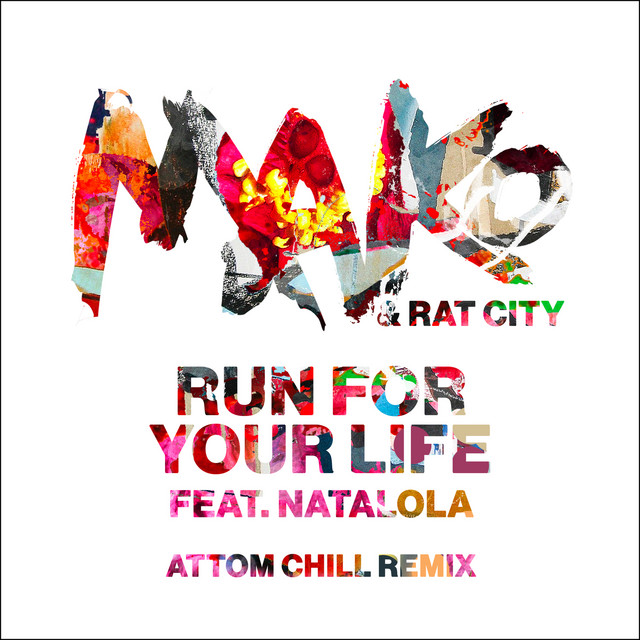 MAKO
& RAT CITY
RUN FOR
YOUR LIFE
FEAT. NATALOLA
ATTOM CHILL REMIX